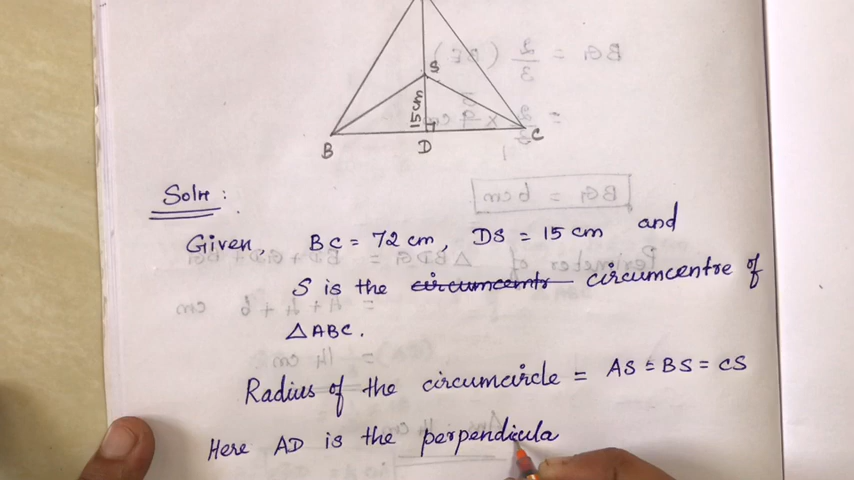 S
15cm
B
D
C
Soln :
Given, BC = 72 cm, DS = 15 cm and
S is the circumcentr circumcentre of
△ABC.
Radius of the circumcircle = AS = BS = CS
Here AD is the perpendicula